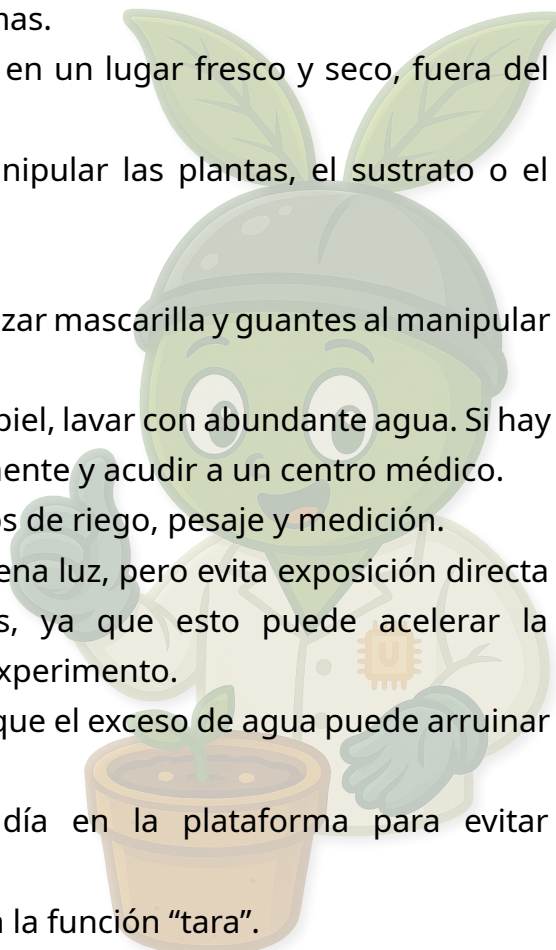 nas.
en un lugar fresco y seco, fuera del
nipular las plantas, el sustrato o el
zar mascarilla y guantes al manipular
piel, lavar con abundante agua. Si hay
nente y acudir a un centro médico.
os de riego, pesaje y medición.
ena luz, pero evita exposición directa
s, ya que esto puede acelerar la
xperimento.
que el exceso de agua puede arruinar
día en la plataforma para evitar
la función “tara”.
U